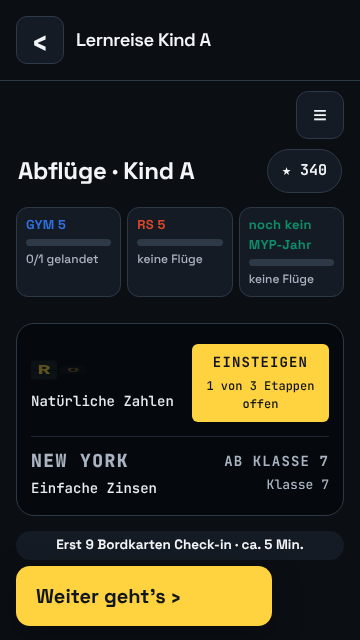 <
Lernreise Kind A
≡
Abflüge · Kind A
★ 340
GYM 5
0/1 gelandet
RS 5
keine Flüge
noch kein
MYP-Jahr
keine Flüge
Natürliche Zahlen
EINSTEIGEN
1 von 3 Etappen
offen
NEW YORK
Einfache Zinsen
AB KLASSE 7
Klasse 7
Erst 9 Bordkarten Check-in · ca. 5 Min.
Weiter geht's >